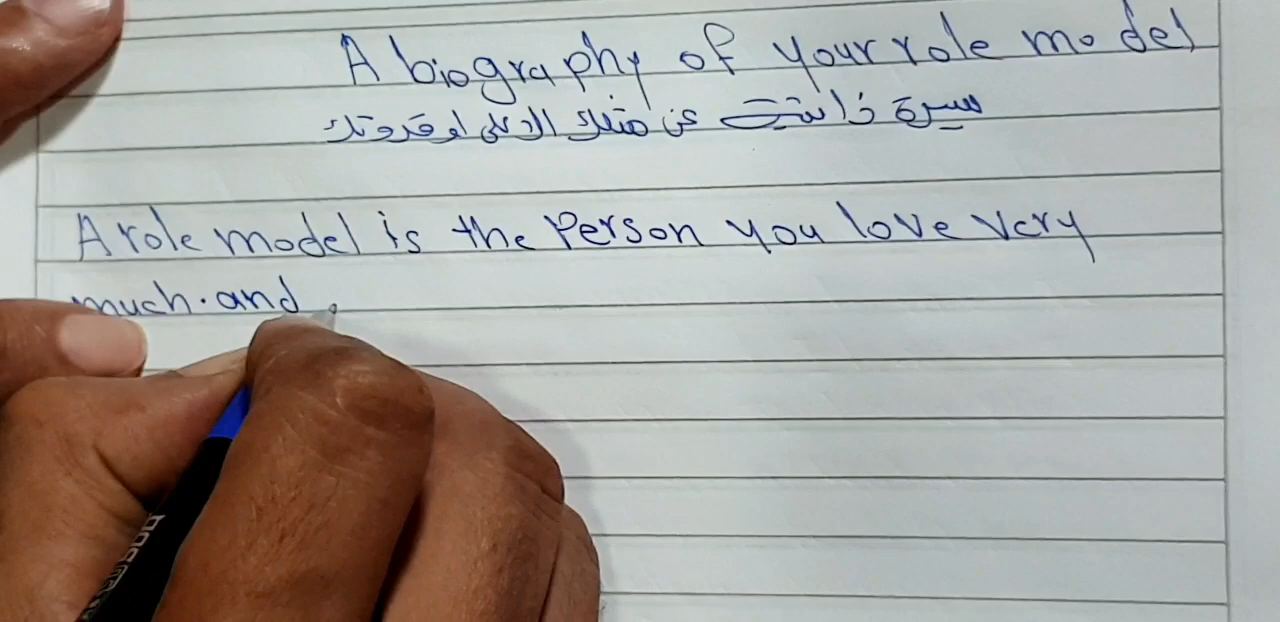 A biography of your role model
سيرة ذاتية عن مثلك الاعلى او قدوتك
A role model is the Person you love very
much. and